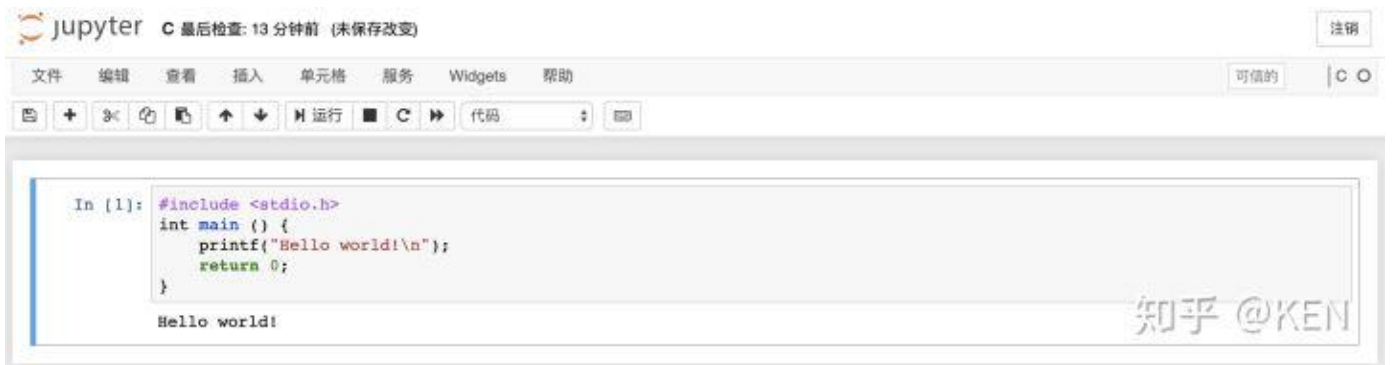 jupyter C 最后检查: 13 分钟前 (未保存改变) 注销
文件 编辑 查看 插入 单元格 服务 Widgets 帮助 可信的 C
运行 C 代码
In [1]: #include <stdio.h>
int main () {
printf("Hello world!\n");
return 0;
}
Hello world!
知乎 @KEN